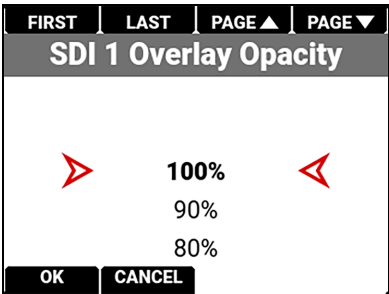 FIRST LAST PAGE▲ PAGE▼
SDI 1 Overlay Opacity
100%
90%
80%
OK CANCEL